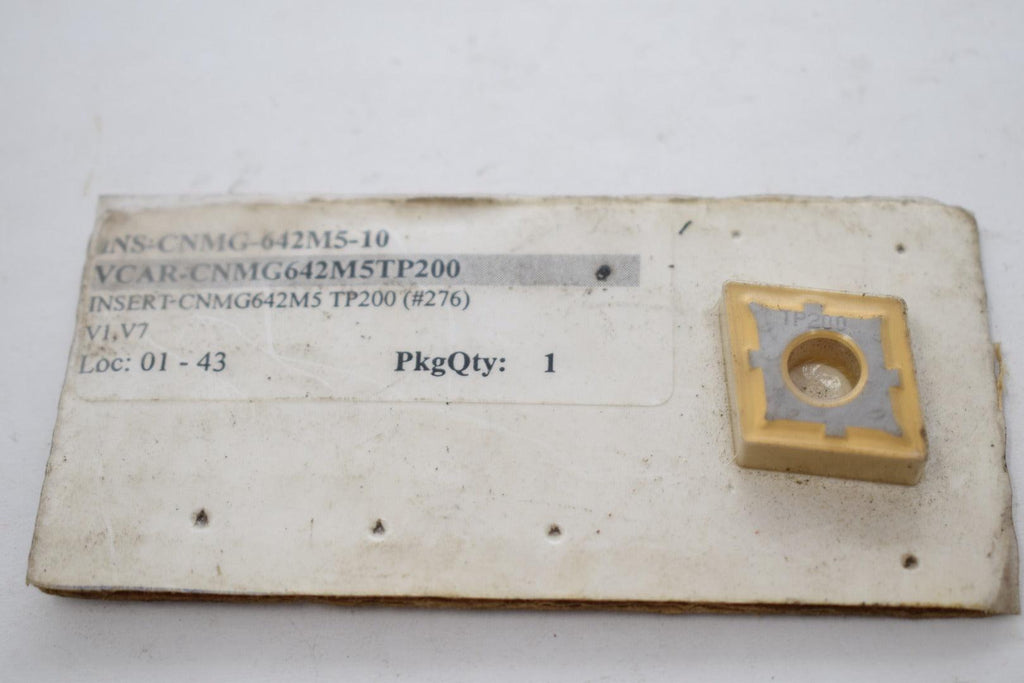 INS-CNMG-642M5-10
VCAR-CNMG642M5TP200
INSERT-CNMG642M5 TP200 (#276)
V1,V7
Loc: 01 - 43 PkgQty: 1
TP200